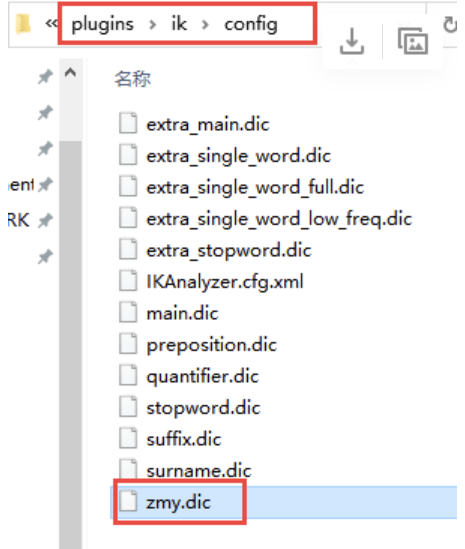 « plugins > ik > config
名称
extra_main.dic
extra_single_word.dic
ent
extra_single_word_full.dic
RK
extra_single_word_low_freq.dic
extra_stopword.dic
IKAnalyzer.cfg.xml
main.dic
preposition.dic
quantifier.dic
stopword.dic
suffix.dic
surname.dic
zmy.dic